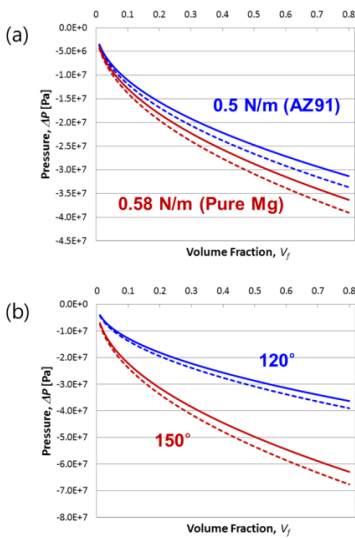 (a)
0 0.1 0.2 0.3 0.4 0.5 0.6 0.7 0.8
0.0E+0
-5.0E+6
-1.0E+7
-1.5E+7
-2.0E+7
-2.5E+7
-3.0E+7
-3.5E+7
-4.0E+7
-4.5E+7
Pressure, ΔP [Pa]
0.5 N/m (AZ91)
0.58 N/m (Pure Mg)
Volume Fraction, Vf
(b)
0 0.1 0.2 0.3 0.4 0.5 0.6 0.7 0.8
0.0E+0
-1.0E+7
-2.0E+7
-3.0E+7
-4.0E+7
-5.0E+7
-6.0E+7
-7.0E+7
-8.0E+7
Pressure, ΔP [Pa]
120°
150°
Volume Fraction, Vf